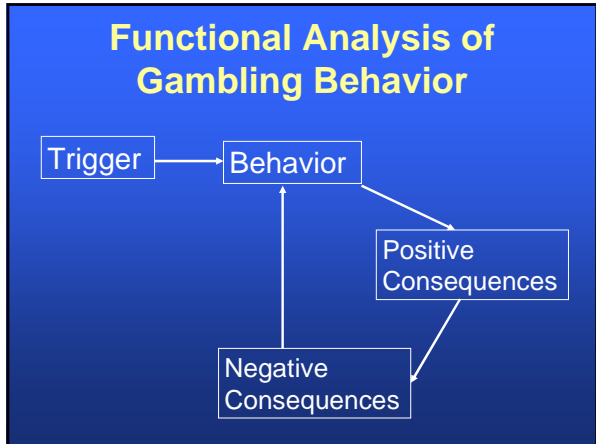 Functional Analysis of
Gambling Behavior
Trigger
Behavior
Positive
Consequences
Negative
Consequences